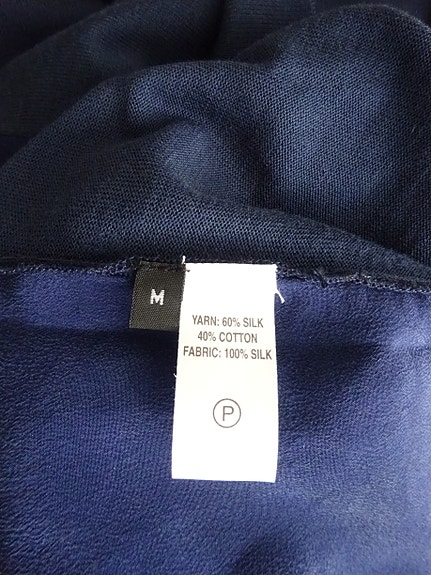 M
YARN: 60% SILK
40% COTTON
FABRIC: 100% SILK
P